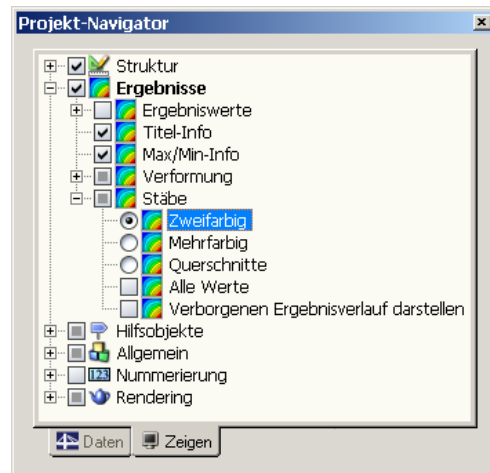 Projekt-Navigator
Struktur
Ergebnisse
Ergebniswerte
Titel-Info
Max/Min-Info
Verformung
Stäbe
Zweifarbig
Mehrfarbig
Querschnitte
Alle Werte
Verborgenen Ergebnisverlauf darstellen
Hilfsobjekte
Allgemein
123 Nummerierung
Rendering
Daten Zeigen